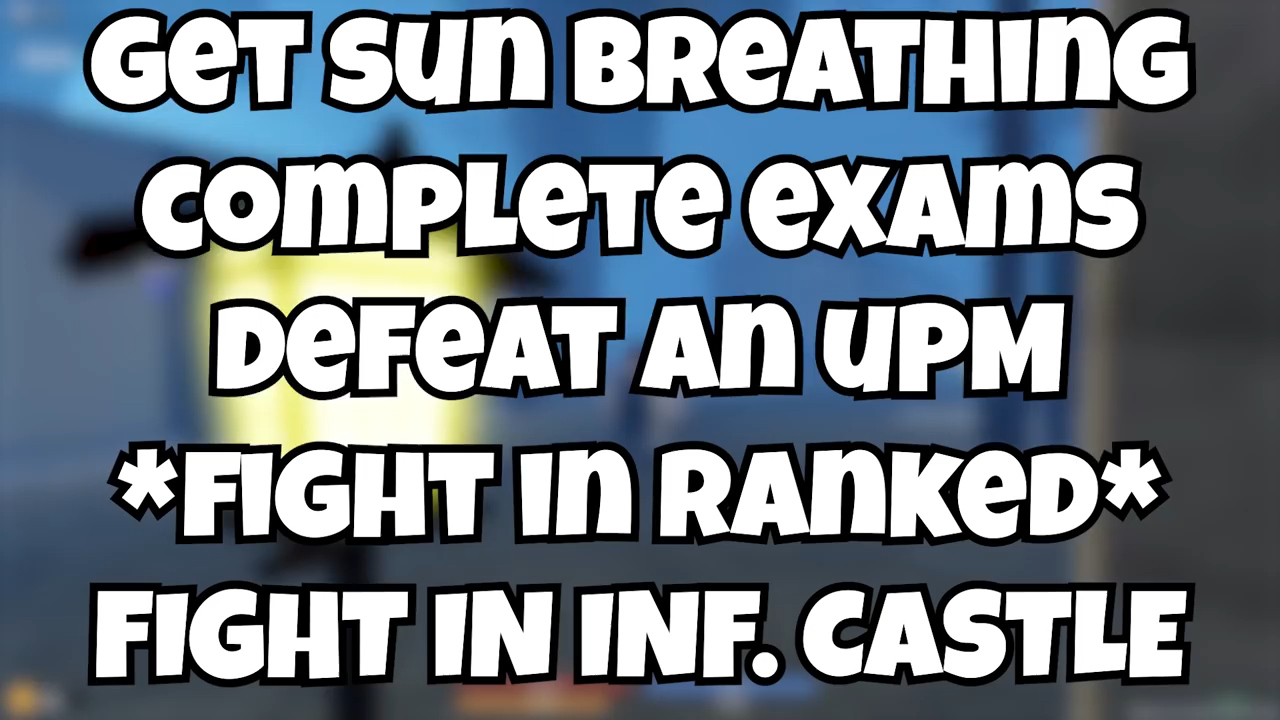 GET SUN BREATHING
COMPLETE EXAMS
DEFEAT AN UPM
*FIGHT IN RANKED*
FIGHT IN INF. CASTLE